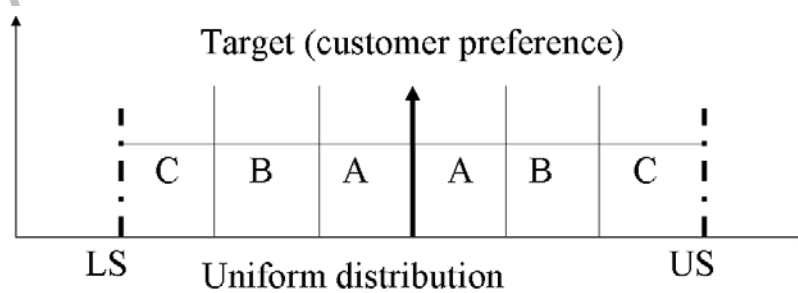 Target (customer preference)
C B A A B C
LS US
Uniform distribution